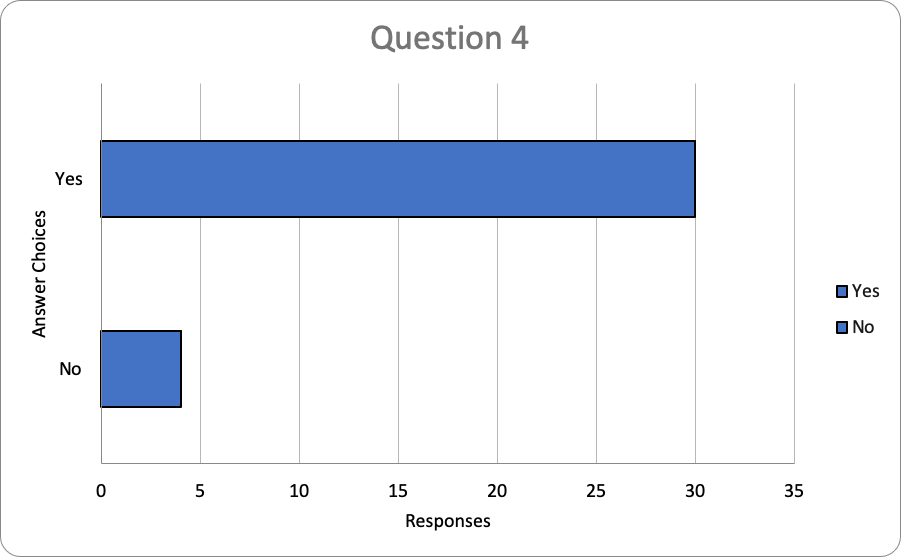 Question 4
Answer Choices
Yes
No
0 5 10 15 20 25 30 35
Responses
Yes
No